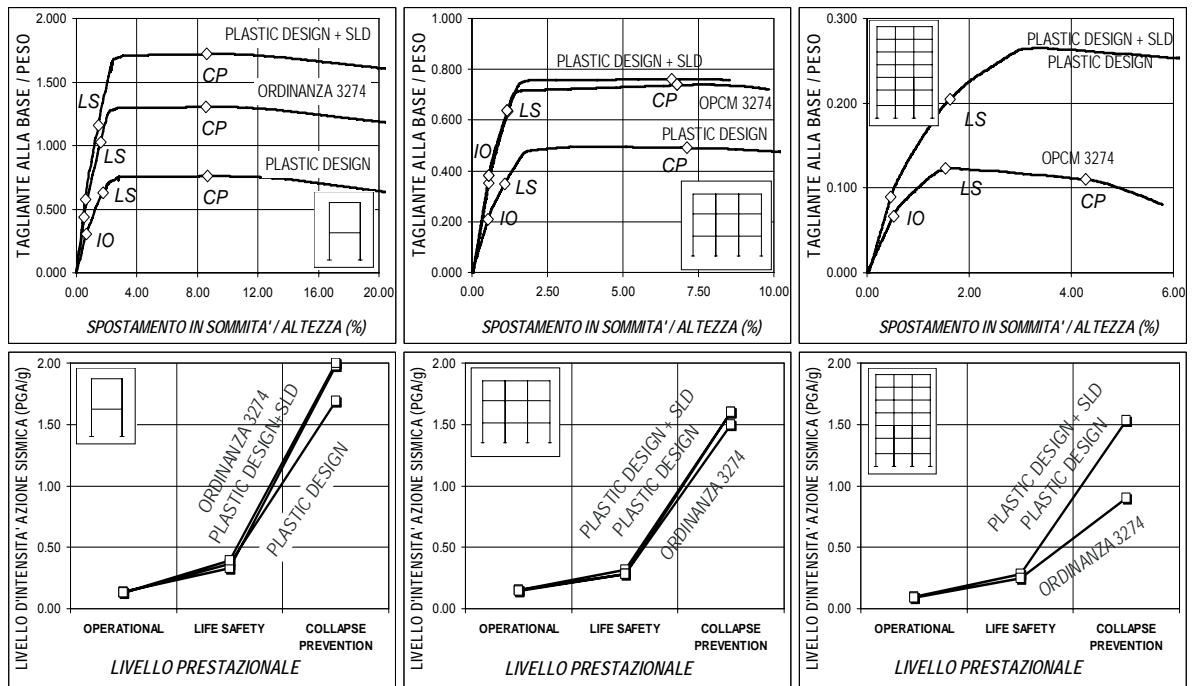 TAGLIANTE ALLA BASE / PESO
2.000
1.500
1.000
0.500
0.000
PLASTIC DESIGN + SLD
CP
ORDINANZA 3274
LS
CP
LS
PLASTIC DESIGN
CP
LS
IO
0.00 4.00 8.00 12.00 16.00 20.00
SPOSTAMENTO IN SOMMITA' / ALTEZZA (%)
TAGLIANTE ALLA BASE / PESO
1.000
0.800
0.600
0.400
0.200
0.000
PLASTIC DESIGN + SLD
CP
OPCM 3274
LS
PLASTIC DESIGN
IO
CP
LS
IO
0.00 2.50 5.00 7.50 10.00
SPOSTAMENTO IN SOMMITA' / ALTEZZA (%)
TAGLIANTE ALLA BASE / PESO
0.300
0.200
0.100
0.000
PLASTIC DESIGN + SLD
PLASTIC DESIGN
LS
OPCM 3274
LS
CP
IO
0.00 2.00 4.00 6.00
SPOSTAMENTO IN SOMMITA' / ALTEZZA (%)
LIVELLO D'INTENSITA' AZIONE SISMICA (PGA/g)
2.00
1.50
1.00
0.50
0.00
ORDINANZA 3274
PLASTIC DESIGN+SLD
PLASTIC DESIGN
OPERATIONAL LIFE SAFETY COLLAPSE
PREVENTION
LIVELLO PRESTAZIONALE
LIVELLO D'INTENSITA' AZIONE SISMICA (PGA/g)
2.00
1.50
1.00
0.50
0.00
PLASTIC DESIGN + SLD
PLASTIC DESIGN
ORDINANZA 3274
OPERATIONAL LIFE SAFETY COLLAPSE
PREVENTION
LIVELLO PRESTAZIONALE
LIVELLO D'INTENSITA' AZIONE SISMICA (PGA/g)
2.00
1.50
1.00
0.50
0.00
PLASTIC DESIGN + SLD
PLASTIC DESIGN
ORDINANZA 3274
OPERATIONAL LIFE SAFETY COLLAPSE
PREVENTION
LIVELLO PRESTAZIONALE